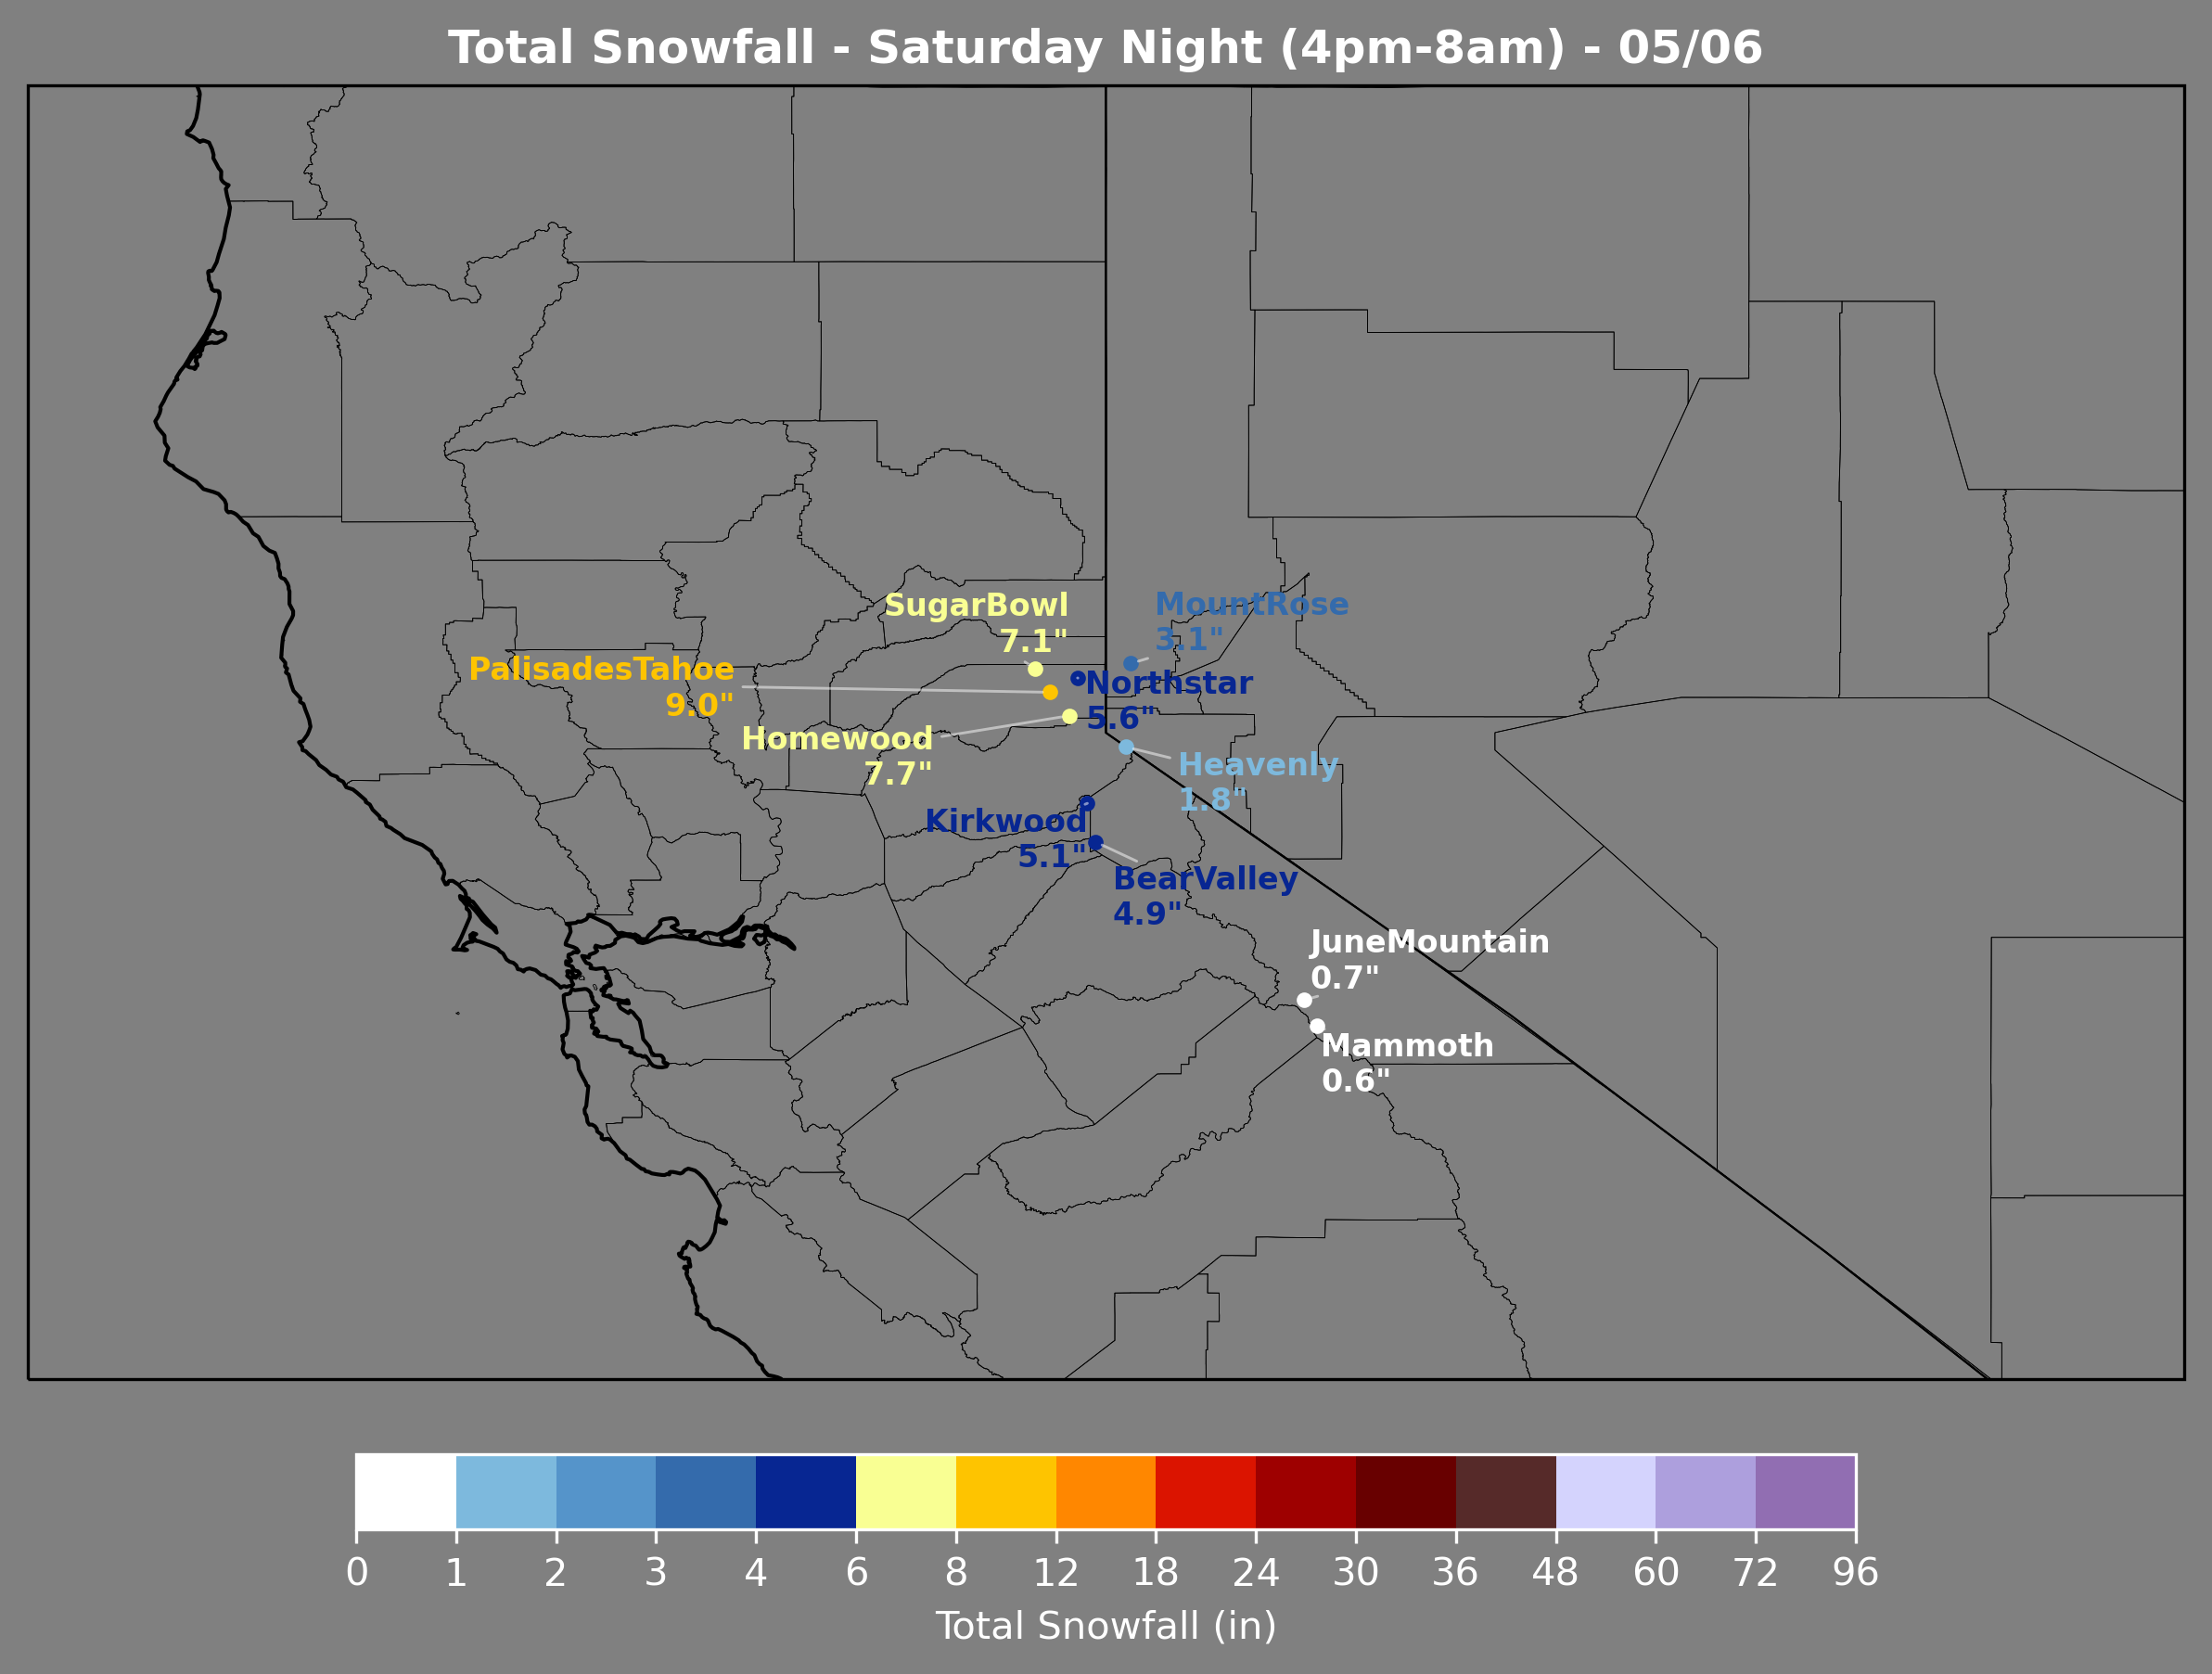 Total Snowfall - Saturday Night (4pm-8am) - 05/06
SugarBowl
7.1"
MountRose
3.1"
PalisadesTahoe
9.0"
Northstar
5.6"
Homewood
7.7"
Heavenly
1.8"
Kirkwood
5.1"
BearValley
4.9"
JuneMountain
0.7"
Mammoth
0.6"
0 1 2 3 4 6 8 12 18 24 30 36 48 60 72 96
Total Snowfall (in)